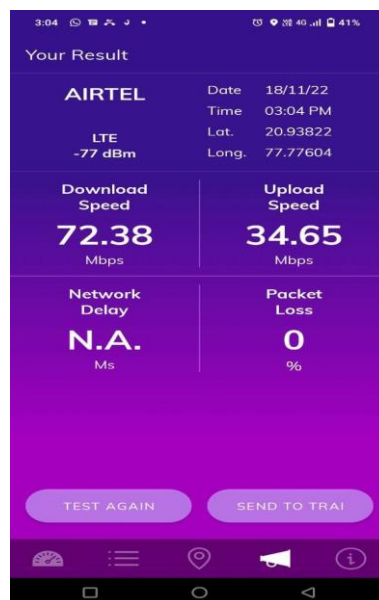 3:04
4G 41%
Your Result
AIRTEL
LTE
-77 dBm
Date 18/11/22
Time 03:04 PM
Lat. 20.93822
Long. 77.77604
Download
Speed
72.38
Mbps
Upload
Speed
34.65
Mbps
Network
Delay
N.A.
Ms
Packet
Loss
0
%
TEST AGAIN
SEND TO TRAI